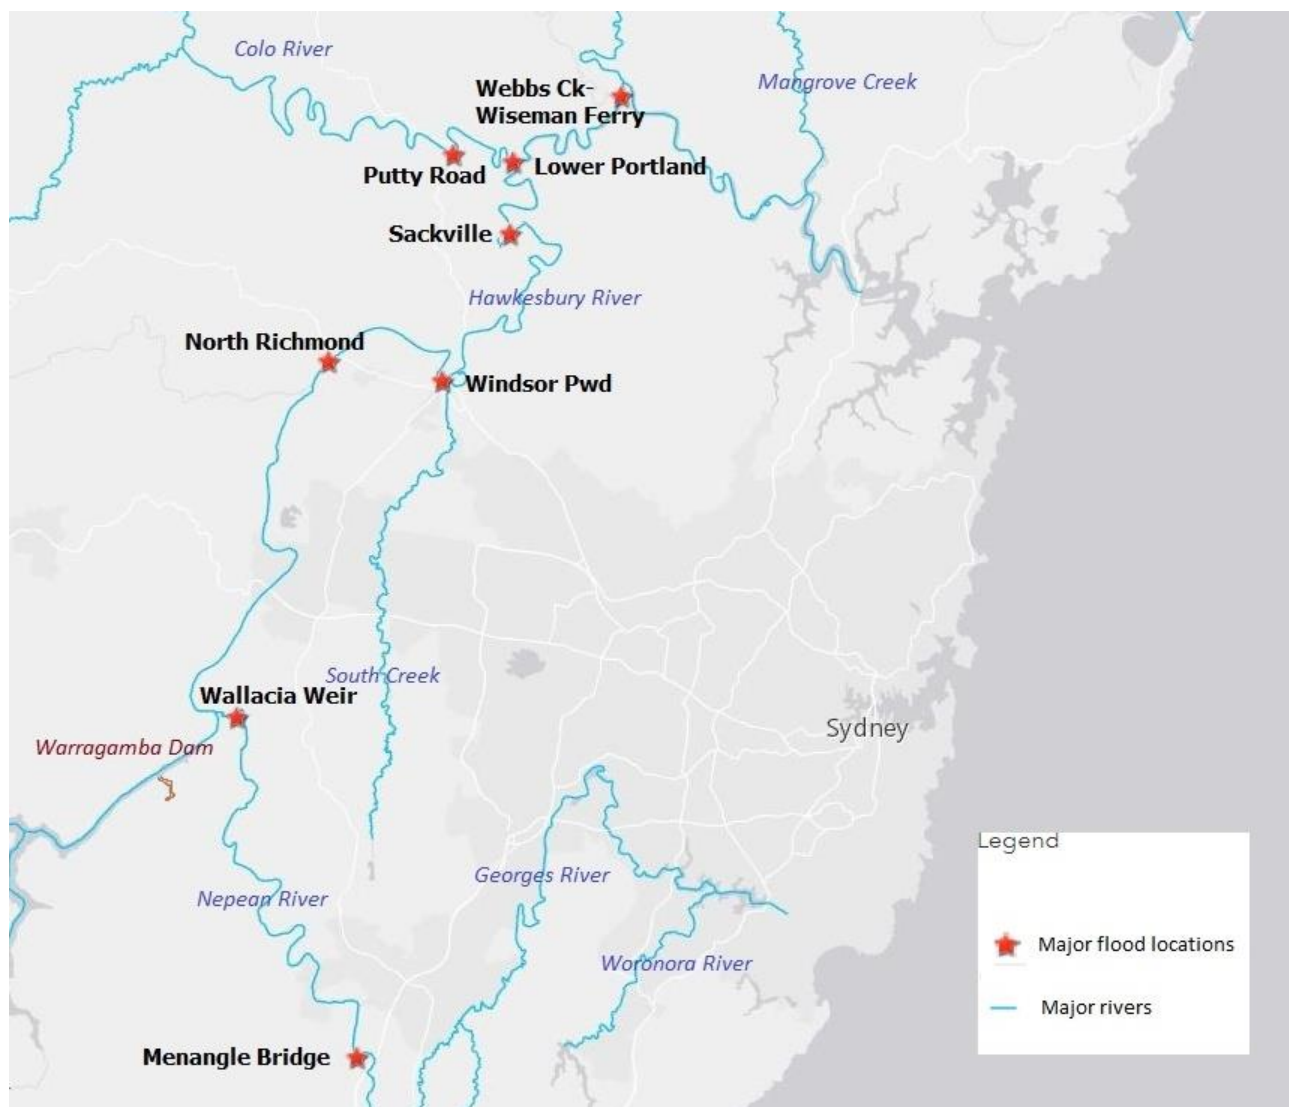 Colo River
Webbs Ck-
Wiseman Ferry
Mangrove Creek
Putty Road
Lower Portland
Sackville
Hawkesbury River
North Richmond
Windsor Pwd
South Creek
Wallacia Weir
Warragamba Dam
Sydney
Legend
Georges River
Nepean River
Major flood locations
Woronora River
Major rivers
Menangle Bridge